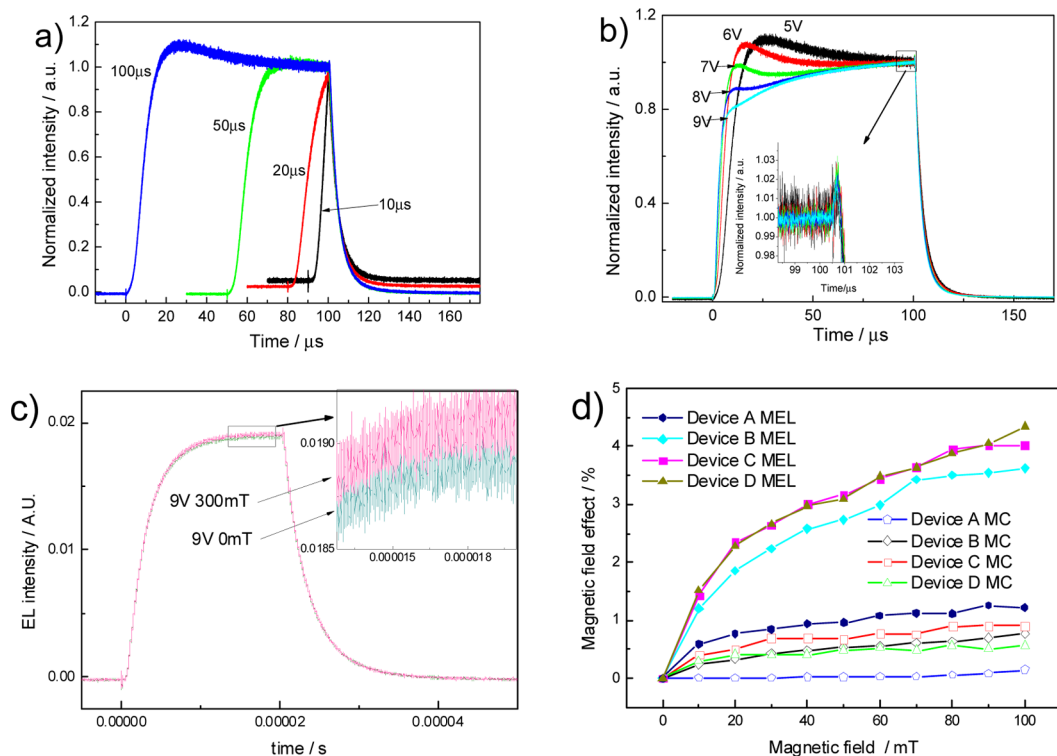 a)
Normalized intensity / a.u.
1.2
1.0
0.8
0.6
0.4
0.2
0.0
100μs
50μs
20μs
10μs
0 20 40 60 80 100 120 140 160
Time / μs
b)
Normalized intensity / a.u.
1.2
1.0
0.8
0.6
0.4
0.2
0.0
5V
6V
7V
8V
9V
Normalized intensity / a.u.
1.03
1.02
1.01
1.00
0.99
0.98
99 100 101 102 103
Time/μs
0 50 100 150
Time / μs
c)
EL intensity / A.U.
0.02
0.01
0.00
9V 300mT
9V 0mT
0.0190
0.0185
0.000015 0.000018
0.00000 0.00002 0.00004
time / s
d)
Magnetic field effect / %
5
4
3
2
1
0
Device A MEL
Device B MEL
Device C MEL
Device D MEL
Device A MC
Device B MC
Device C MC
Device D MC
0 20 40 60 80 100
Magnetic field / mT